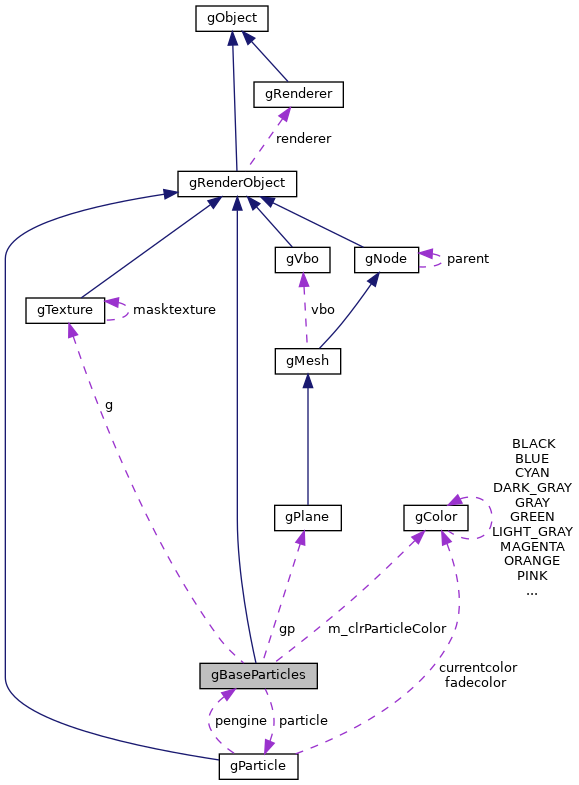 gObject
gRenderer
renderer
gRenderObject
gVbo
gNode
parent
gTexture
masktexture
vbo
gMesh
g
BLACK
BLUE
CYAN
DARK_GRAY
GRAY
GREEN
LIGHT_GRAY
MAGENTA
ORANGE
PINK
...
gPlane
gColor
gp
m_clrParticleColor
gBaseParticles
currentcolor
fadecolor
pengine
particle
gParticle